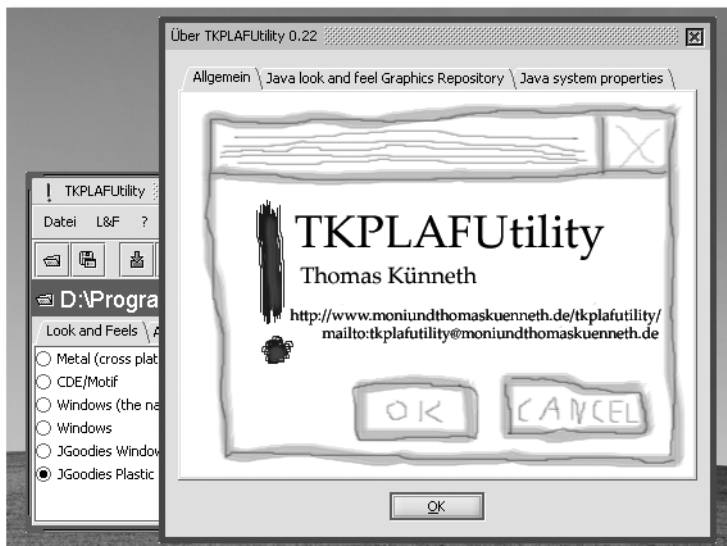 Über TKPLAFUtility 0.22
Allgemein
Java look and feel Graphics Repository
Java system properties
TKPLAFUtility
Thomas Künneth
http://www.moniundthomaskuenneth.de/tkplafutility/
mailto:tkplafutility@moniundthomaskuenneth.de
OK
CANCEL
OK
TKPLAFUtility
Datei L&F ?
D:\Progra
Look and Feels
Metal (cross plat
CDE/Motif
Windows (the na
Windows
JGoodies Window
JGoodies Plastic